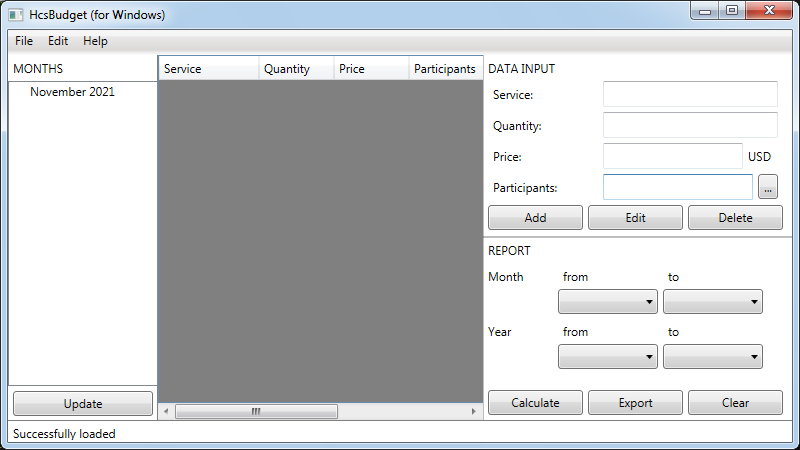 HcsBudget (for Windows)
File Edit Help
MONTHS
November 2021
Update
Service Quantity Price Participants
DATA INPUT
Service:
Quantity:
Price: USD
Participants: ...
Add Edit Delete
REPORT
Month from to
Year from to
Calculate Export Clear
Successfully loaded